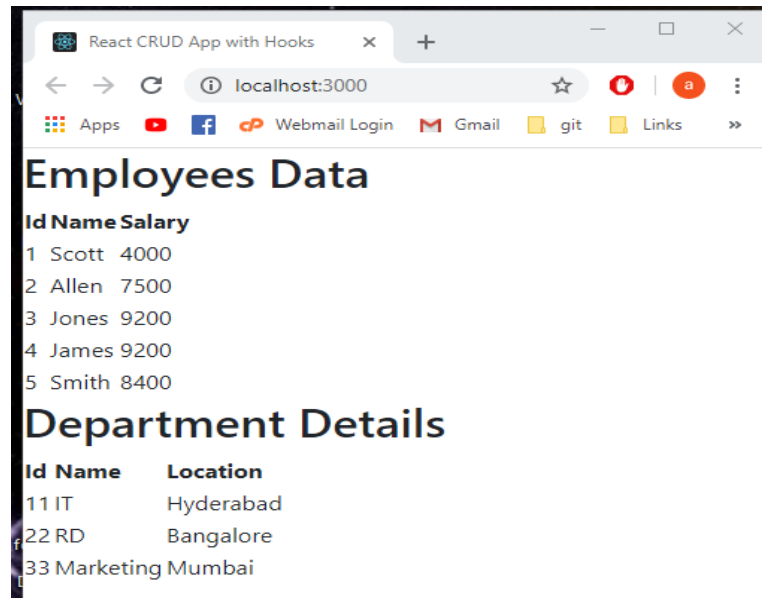 React CRUD App with Hooks
localhost:3000
a
Apps
f
cP Webmail Login
M Gmail
git
Links
»
Employees Data
Id Name Salary
1 Scott 4000
2 Allen 7500
3 Jones 9200
4 James 9200
5 Smith 8400
Department Details
Id Name Location
11 IT Hyderabad
22 RD Bangalore
33 Marketing Mumbai